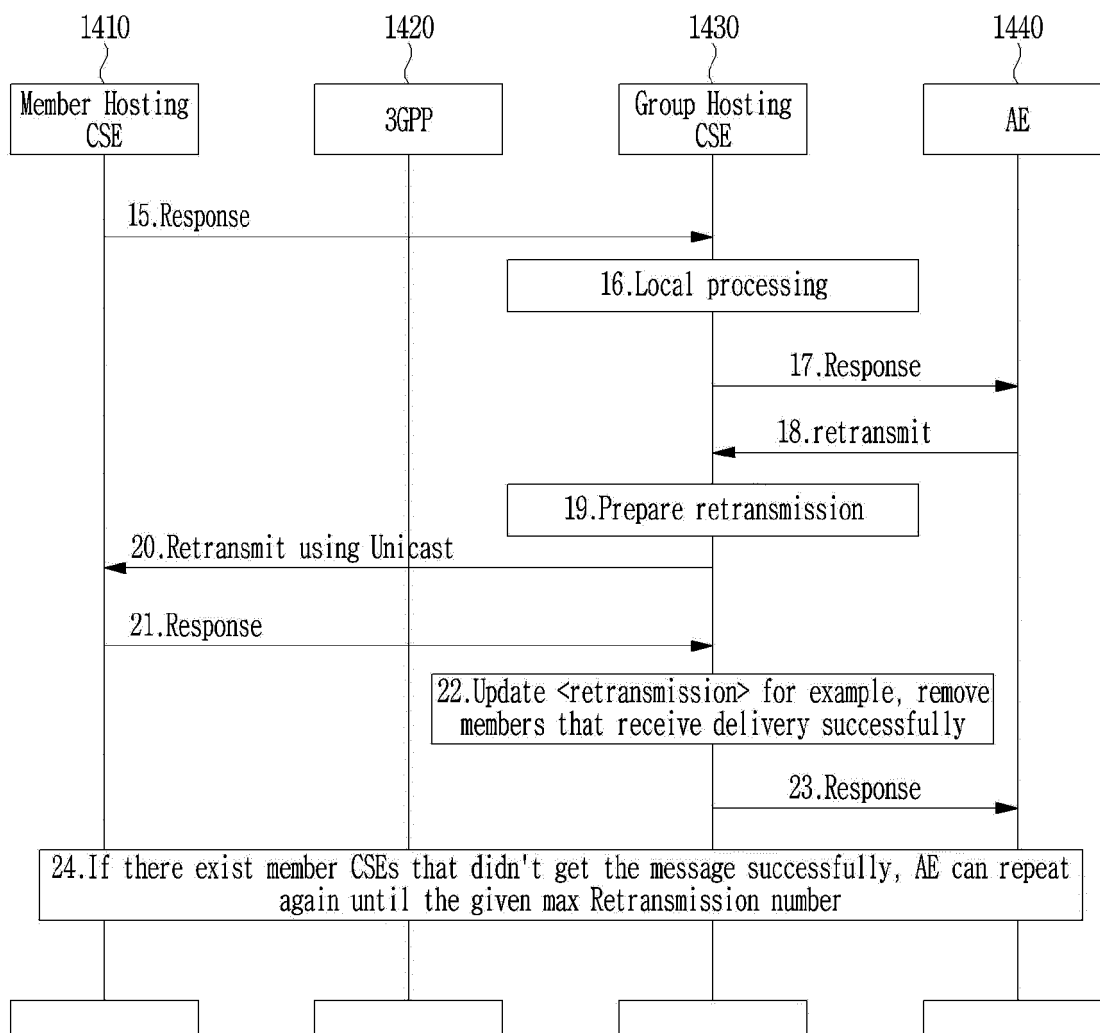 1410
1420
1430
1440
Member Hosting
CSE
3GPP
Group Hosting
CSE
AE
15.Response
16.Local processing
17.Response
18.retransmit
19.Prepare retransmission
20.Retransmit using Unicast
21.Response
22.Update <retransmission> for example, remove
members that receive delivery successfully
23.Response
24.If there exist member CSEs that didn't get the message successfully, AE can repeat
again until the given max Retransmission number